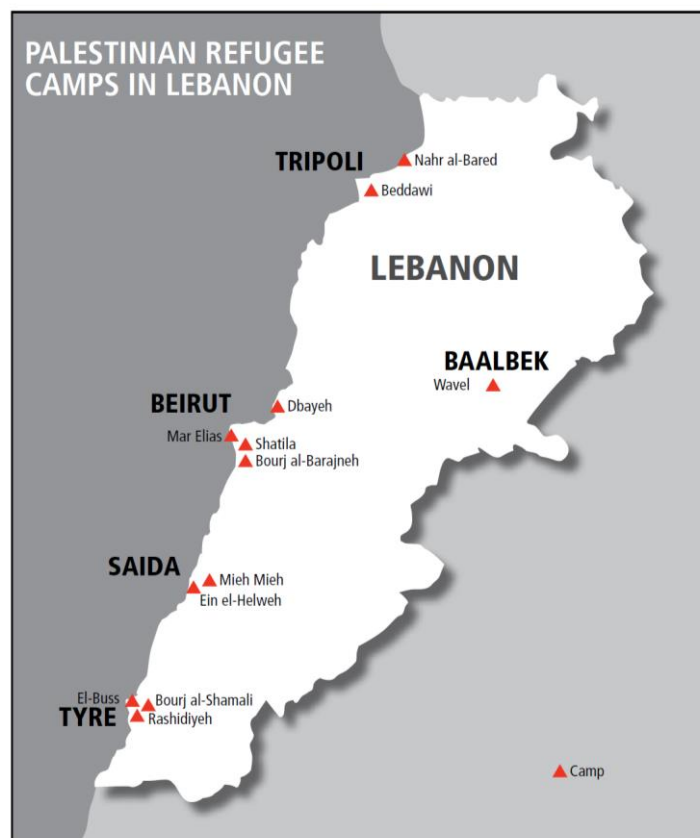 PALESTINIAN REFUGEE
CAMPS IN LEBANON
TRIPOLI
Nahr al-Bared
Beddawi
LEBANON
BAALBEK
Wavel
BEIRUT
Dbayeh
Mar Elias
Shatila
Bourj al-Barajneh
SAIDA
Mieh Mieh
Ein el-Helweh
El-Buss
Bourj al-Shamali
TYRE
Rashidiyeh
Camp